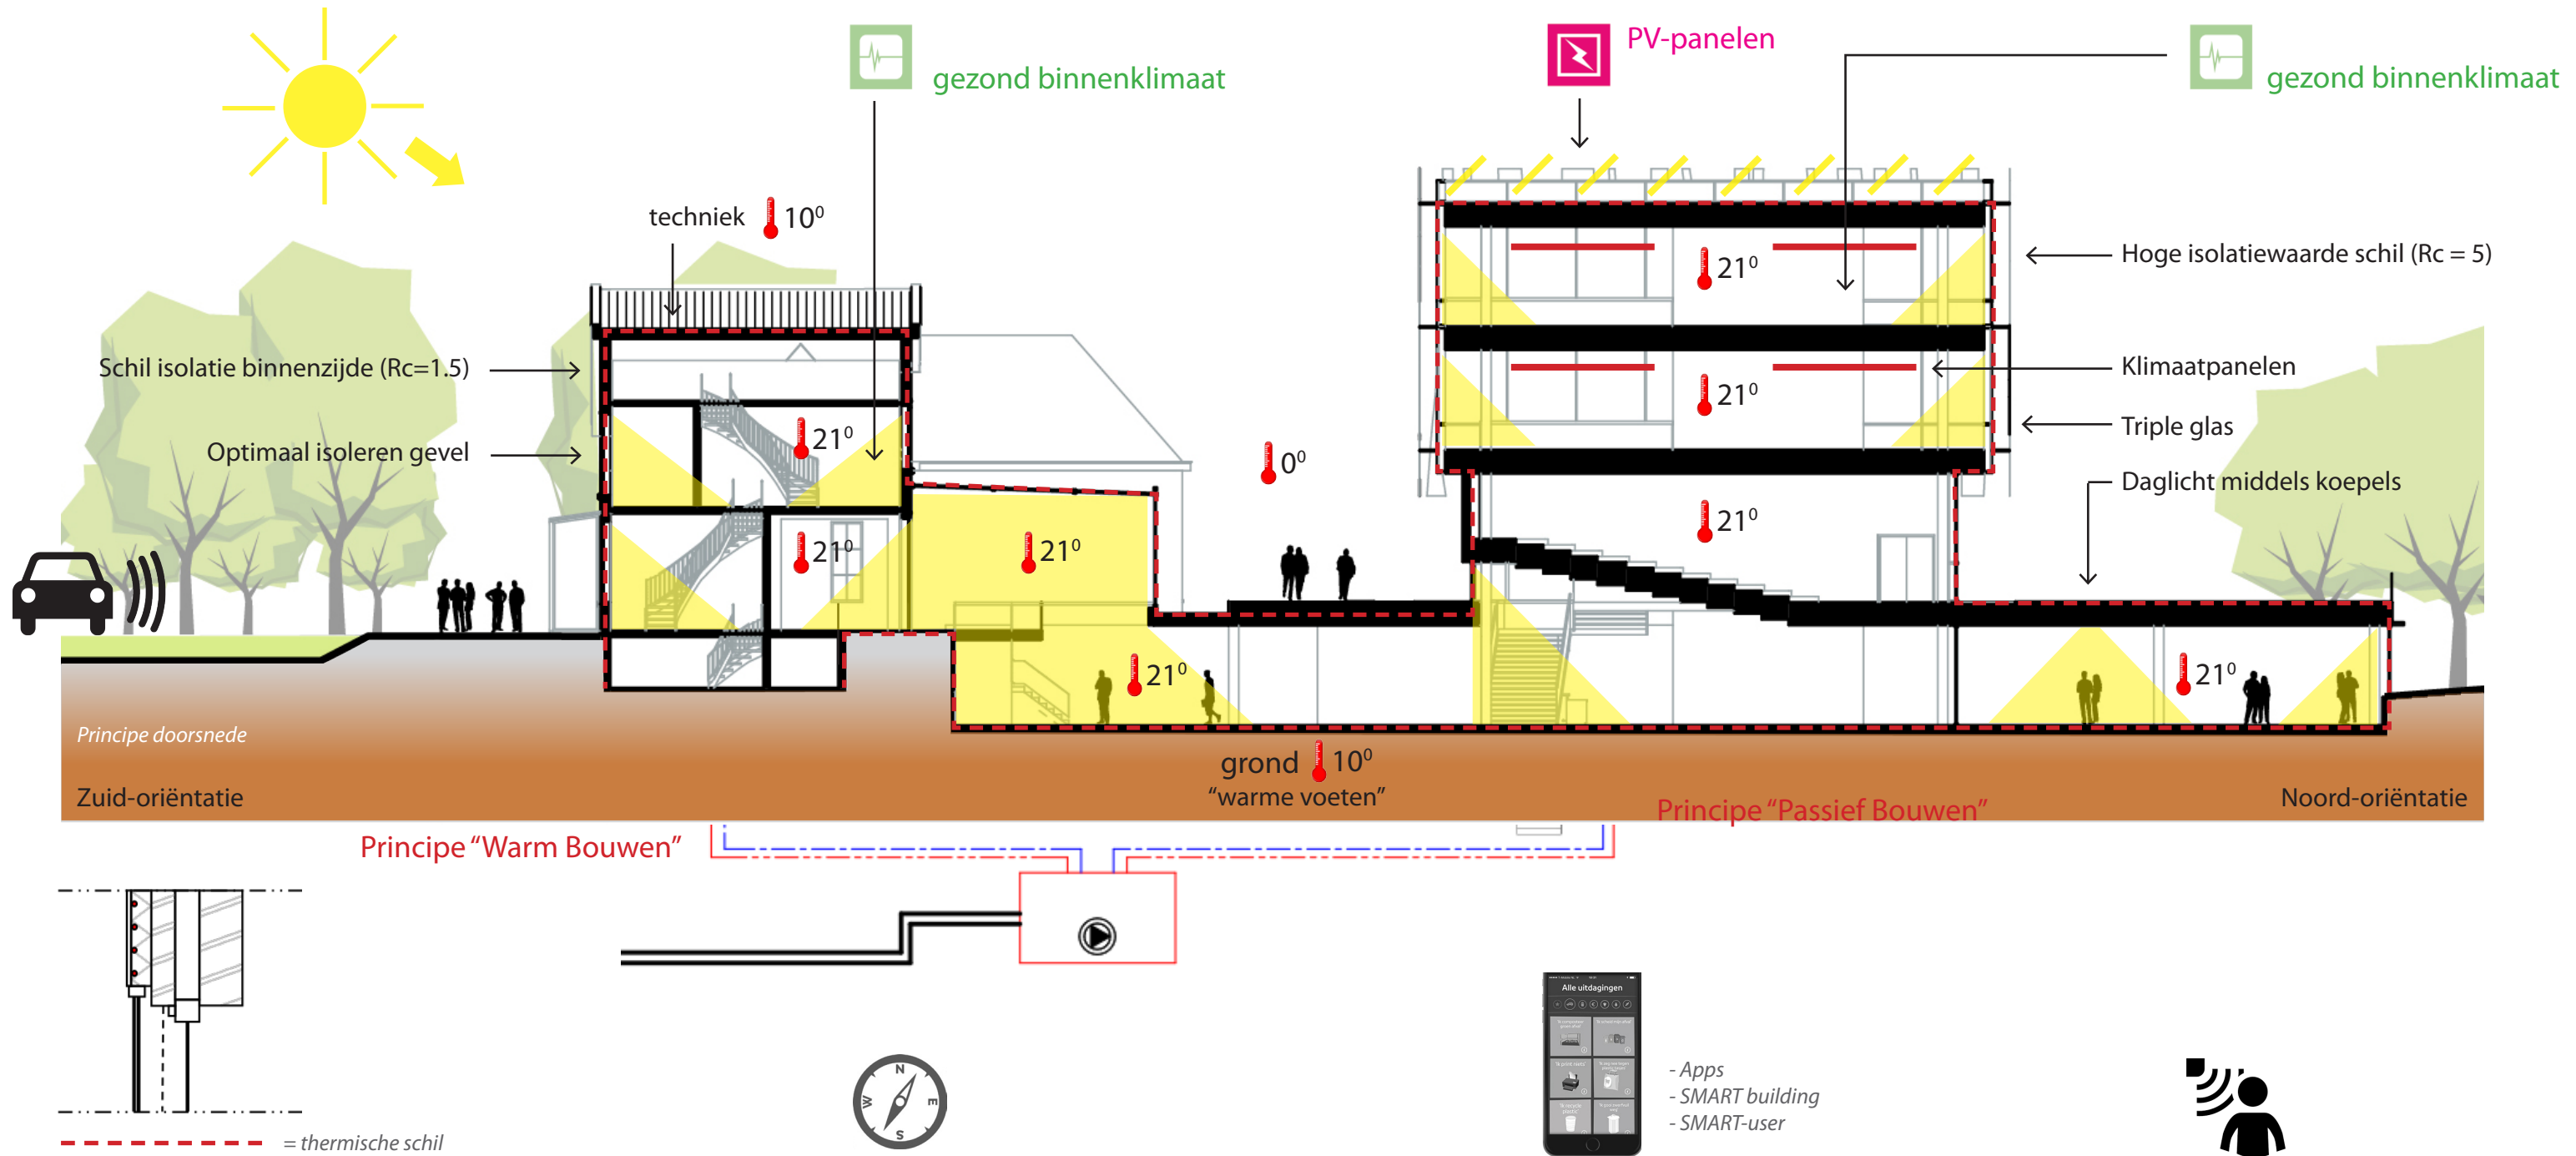 PV-panelen
gezond binnenklimaat
gezond binnenklimaat
techniek 10⁰
Hoge isolatiewaarde schil (Rc = 5)
21⁰
Schil isolatie binnenzijde (Rc=1.5)
Klimaatpanelen
21⁰
Triple glas
21⁰
Optimaal isoleren gevel
0⁰
Daglicht middels koepels
21⁰
21⁰
21⁰
21⁰
21⁰
Principe doorsnede
grond 10⁰
"warme voeten"
Zuid-oriëntatie
Noord-oriëntatie
Principe "Passief Bouwen"
Principe "Warm Bouwen"
Alle uitdagingen
N
W
E
S
- Apps
- SMART building
- SMART-user
= thermische schil